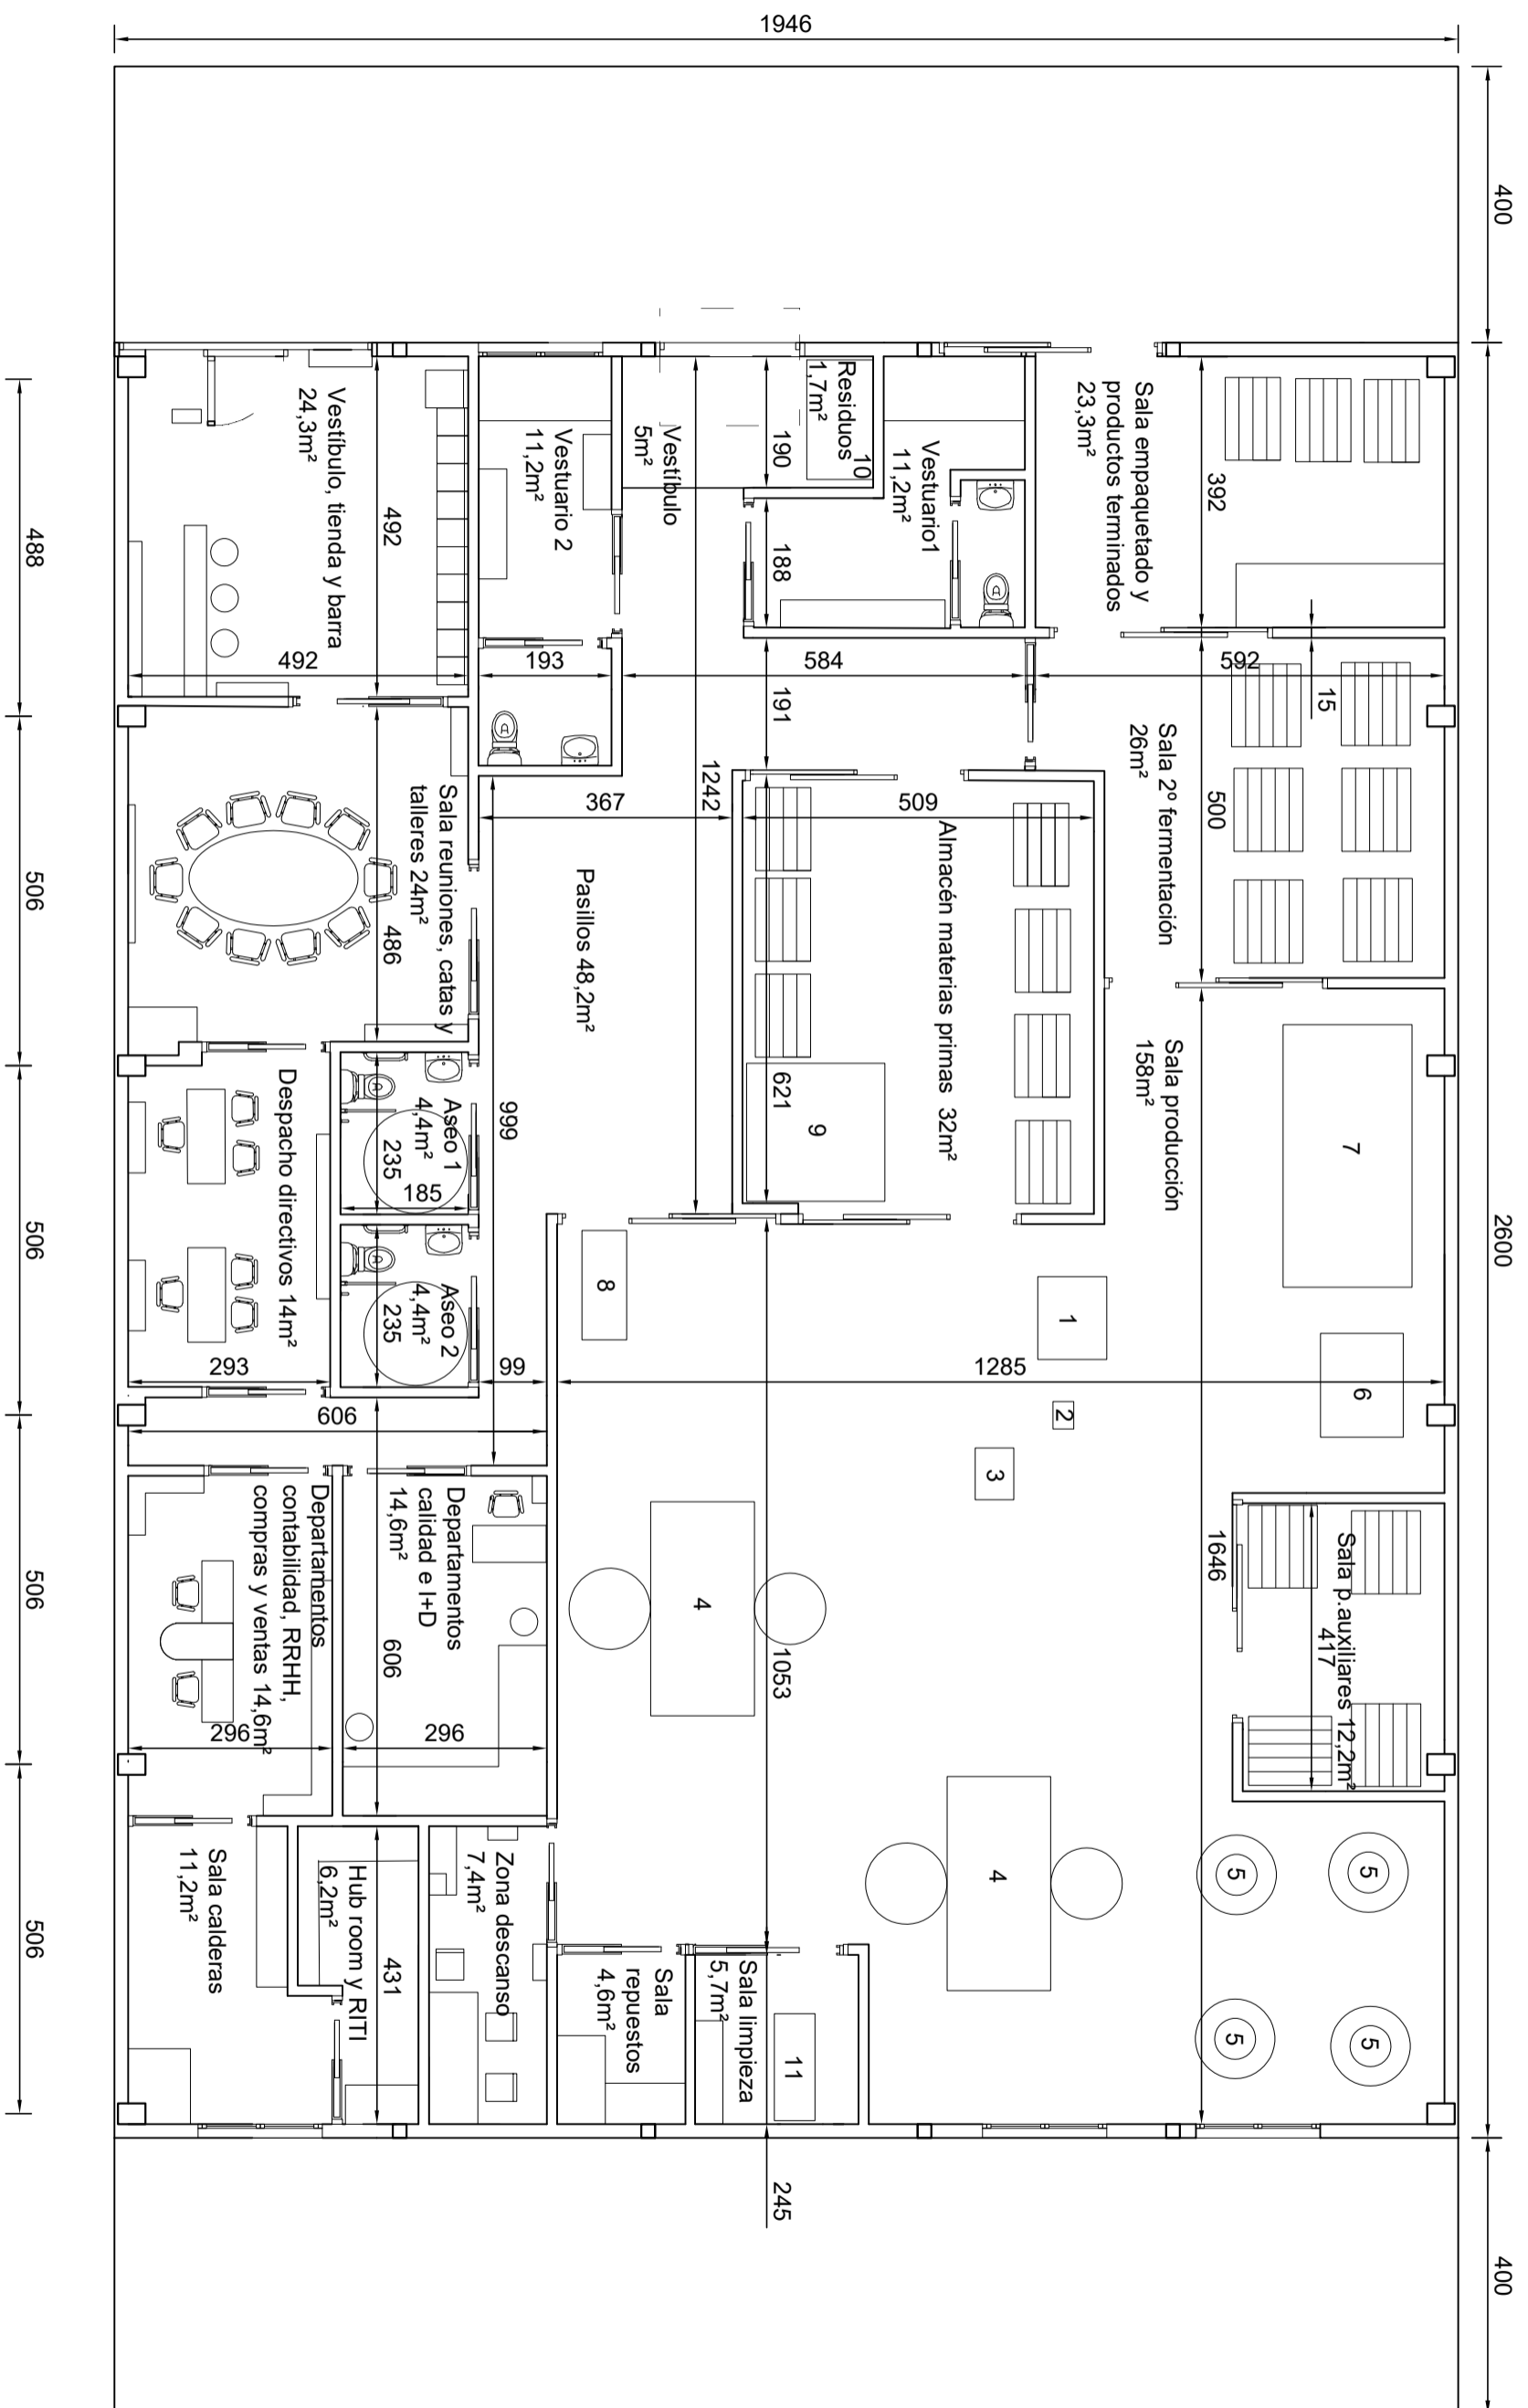 1946
400
2600
400
Sala empaquetado y
productos terminados
23,3m²
392
15
592
Sala 2º fermentación
26m²
500
Sala producción
158m²
7
6
1
2
3
1285
1646
Sala p.auxiliares 12,2m²
417
5
5
5
5
4
4
Residuos
1,7m²
10
Vestuario1
11,2m²
190
188
584
191
Vestíbulo
5m²
Vestuario 2
11,2m²
193
1242
367
509
Almacén materias primas  32m²
621
9
Pasillos 48,2m²
8
1053
999
99
Vestíbulo, tienda y barra
24,3m²
492
492
Sala reuniones, catas y
talleres 24m²
486
Aseo 1
4,4m²
235
185
Aseo 2
4,4m²
235
Despacho directivos 14m²
293
606
Departamentos
calidad e I+D
14,6m²
606
296
Departamentos
contabilidad, RRHH,
compras y ventas 14,6m²
296
Sala calderas
11,2m²
Hub room y RITI
6,2m²
431
Zona descanso
7,4m²
Sala
repuestos
4,6m²
Sala limpieza
5,7m²
11
245
488
506
506
506
506